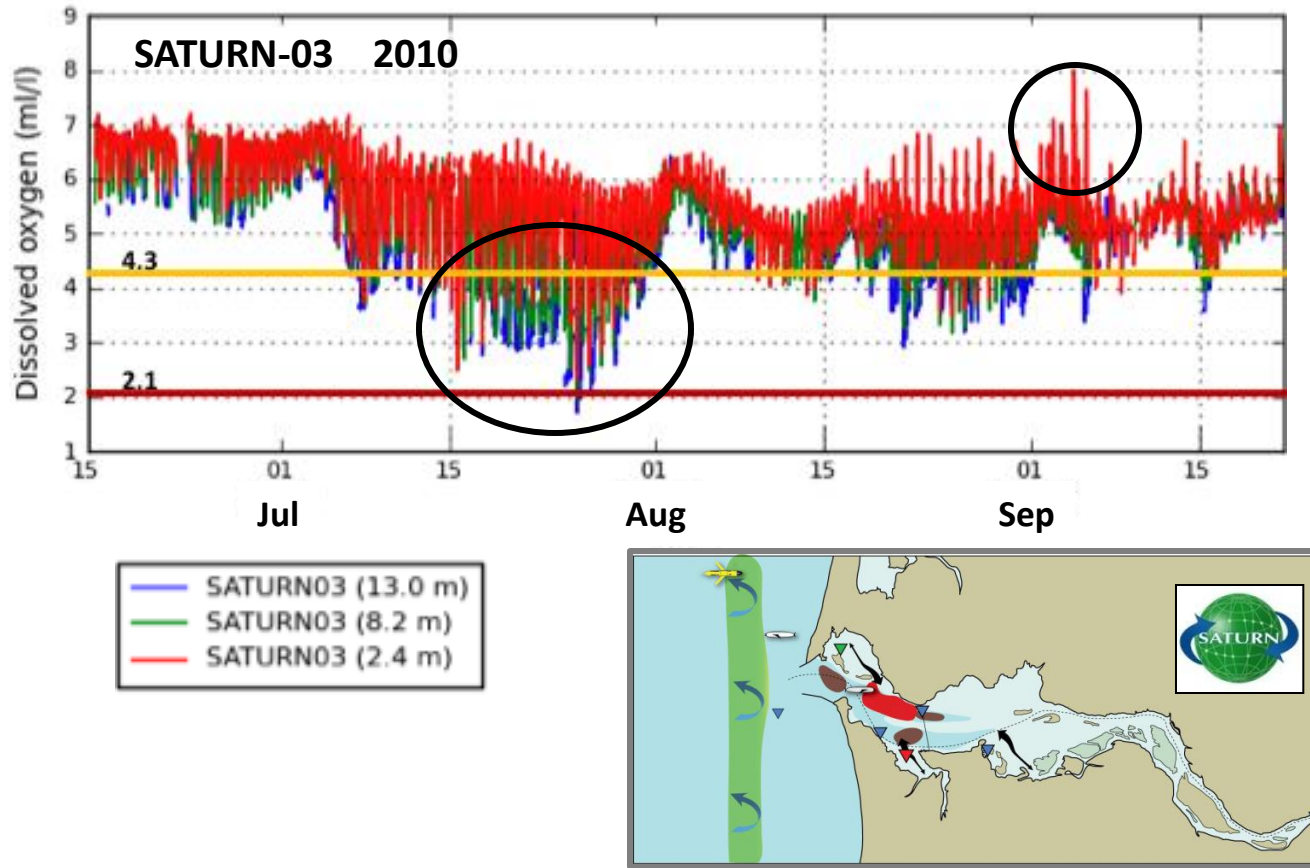 SATURN-03 2010
Dissolved oxygen (ml/l)
9
8
7
6
5
4
3
2
1
4.3
2.1
15 01 15 01 15 01 15
Jul Aug Sep
SATURN03 (13.0 m)
SATURN03 (8.2 m)
SATURN03 (2.4 m)
SATURN